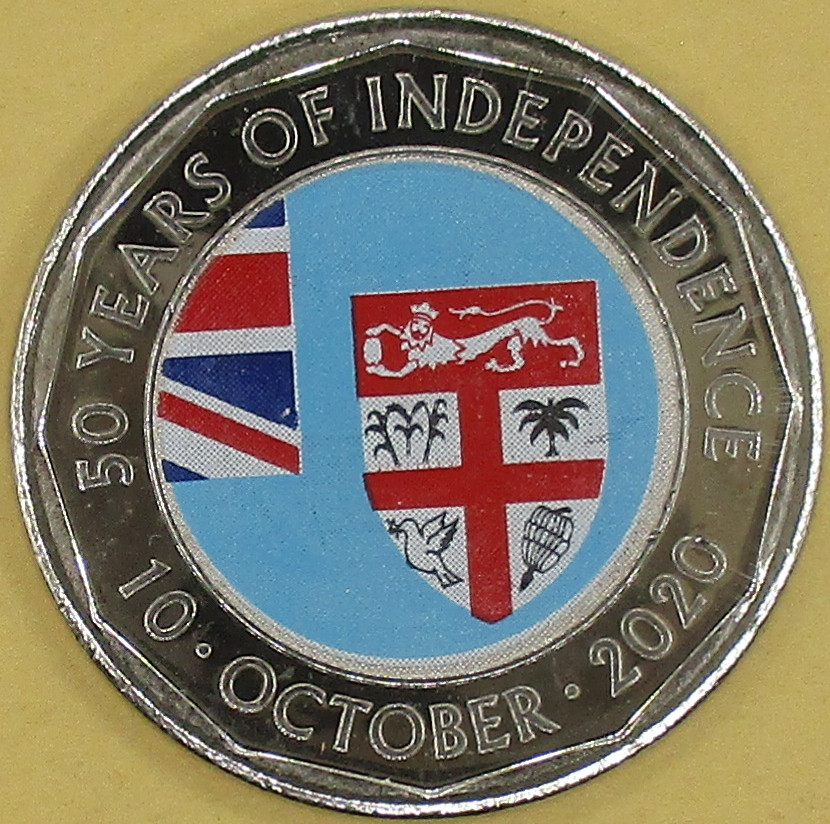 50 YEARS OF INDEPENDENCE
10 · OCTOBER · 2020